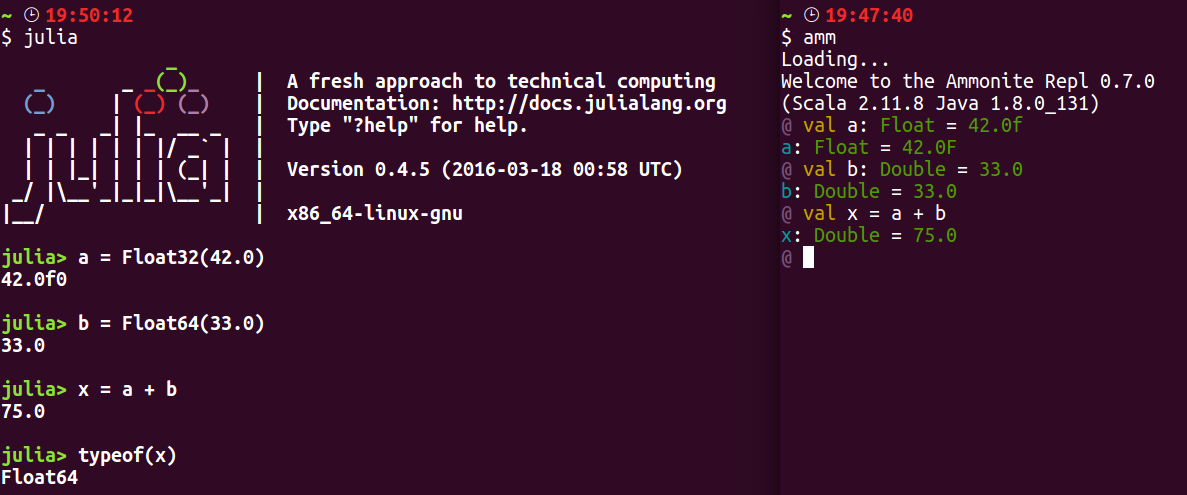 ~ 19:50:12
$ julia
A fresh approach to technical computing
Documentation: http://docs.julialang.org
Type "?help" for help.
Version 0.4.5 (2016-03-18 00:58 UTC)
x86_64-linux-gnu
julia> a = Float32(42.0)
42.0f0
julia> b = Float64(33.0)
33.0
julia> x = a + b
75.0
julia> typeof(x)
Float64
~ 19:47:40
$ amm
Loading...
Welcome to the Ammonite Repl 0.7.0
(Scala 2.11.8 Java 1.8.0_131)
@ val a: Float = 42.0f
a: Float = 42.0F
@ val b: Double = 33.0
b: Double = 33.0
@ val x = a + b
x: Double = 75.0
@